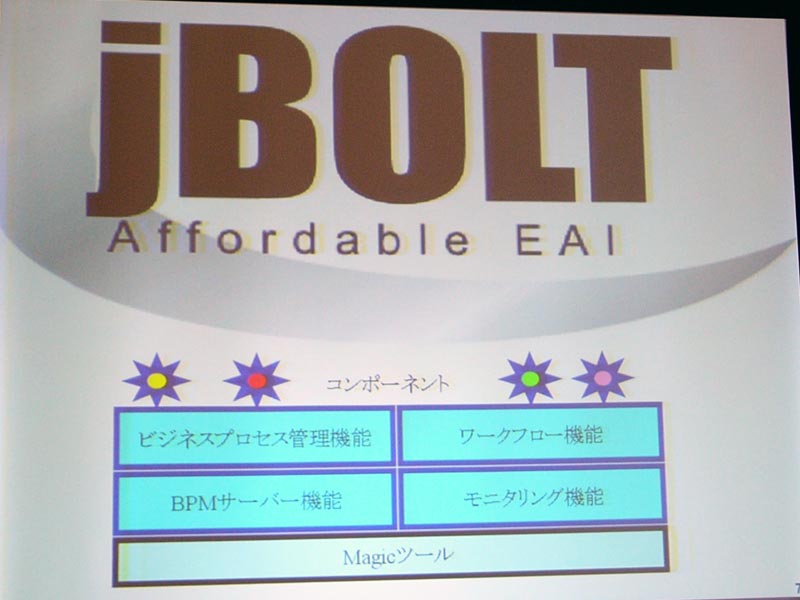 jBOLT
Affordable EAI
コンポーネント
ビジネスプロセス管理機能
ワークフロー機能
BPMサーバー機能
モニタリング機能
Magicツール
7